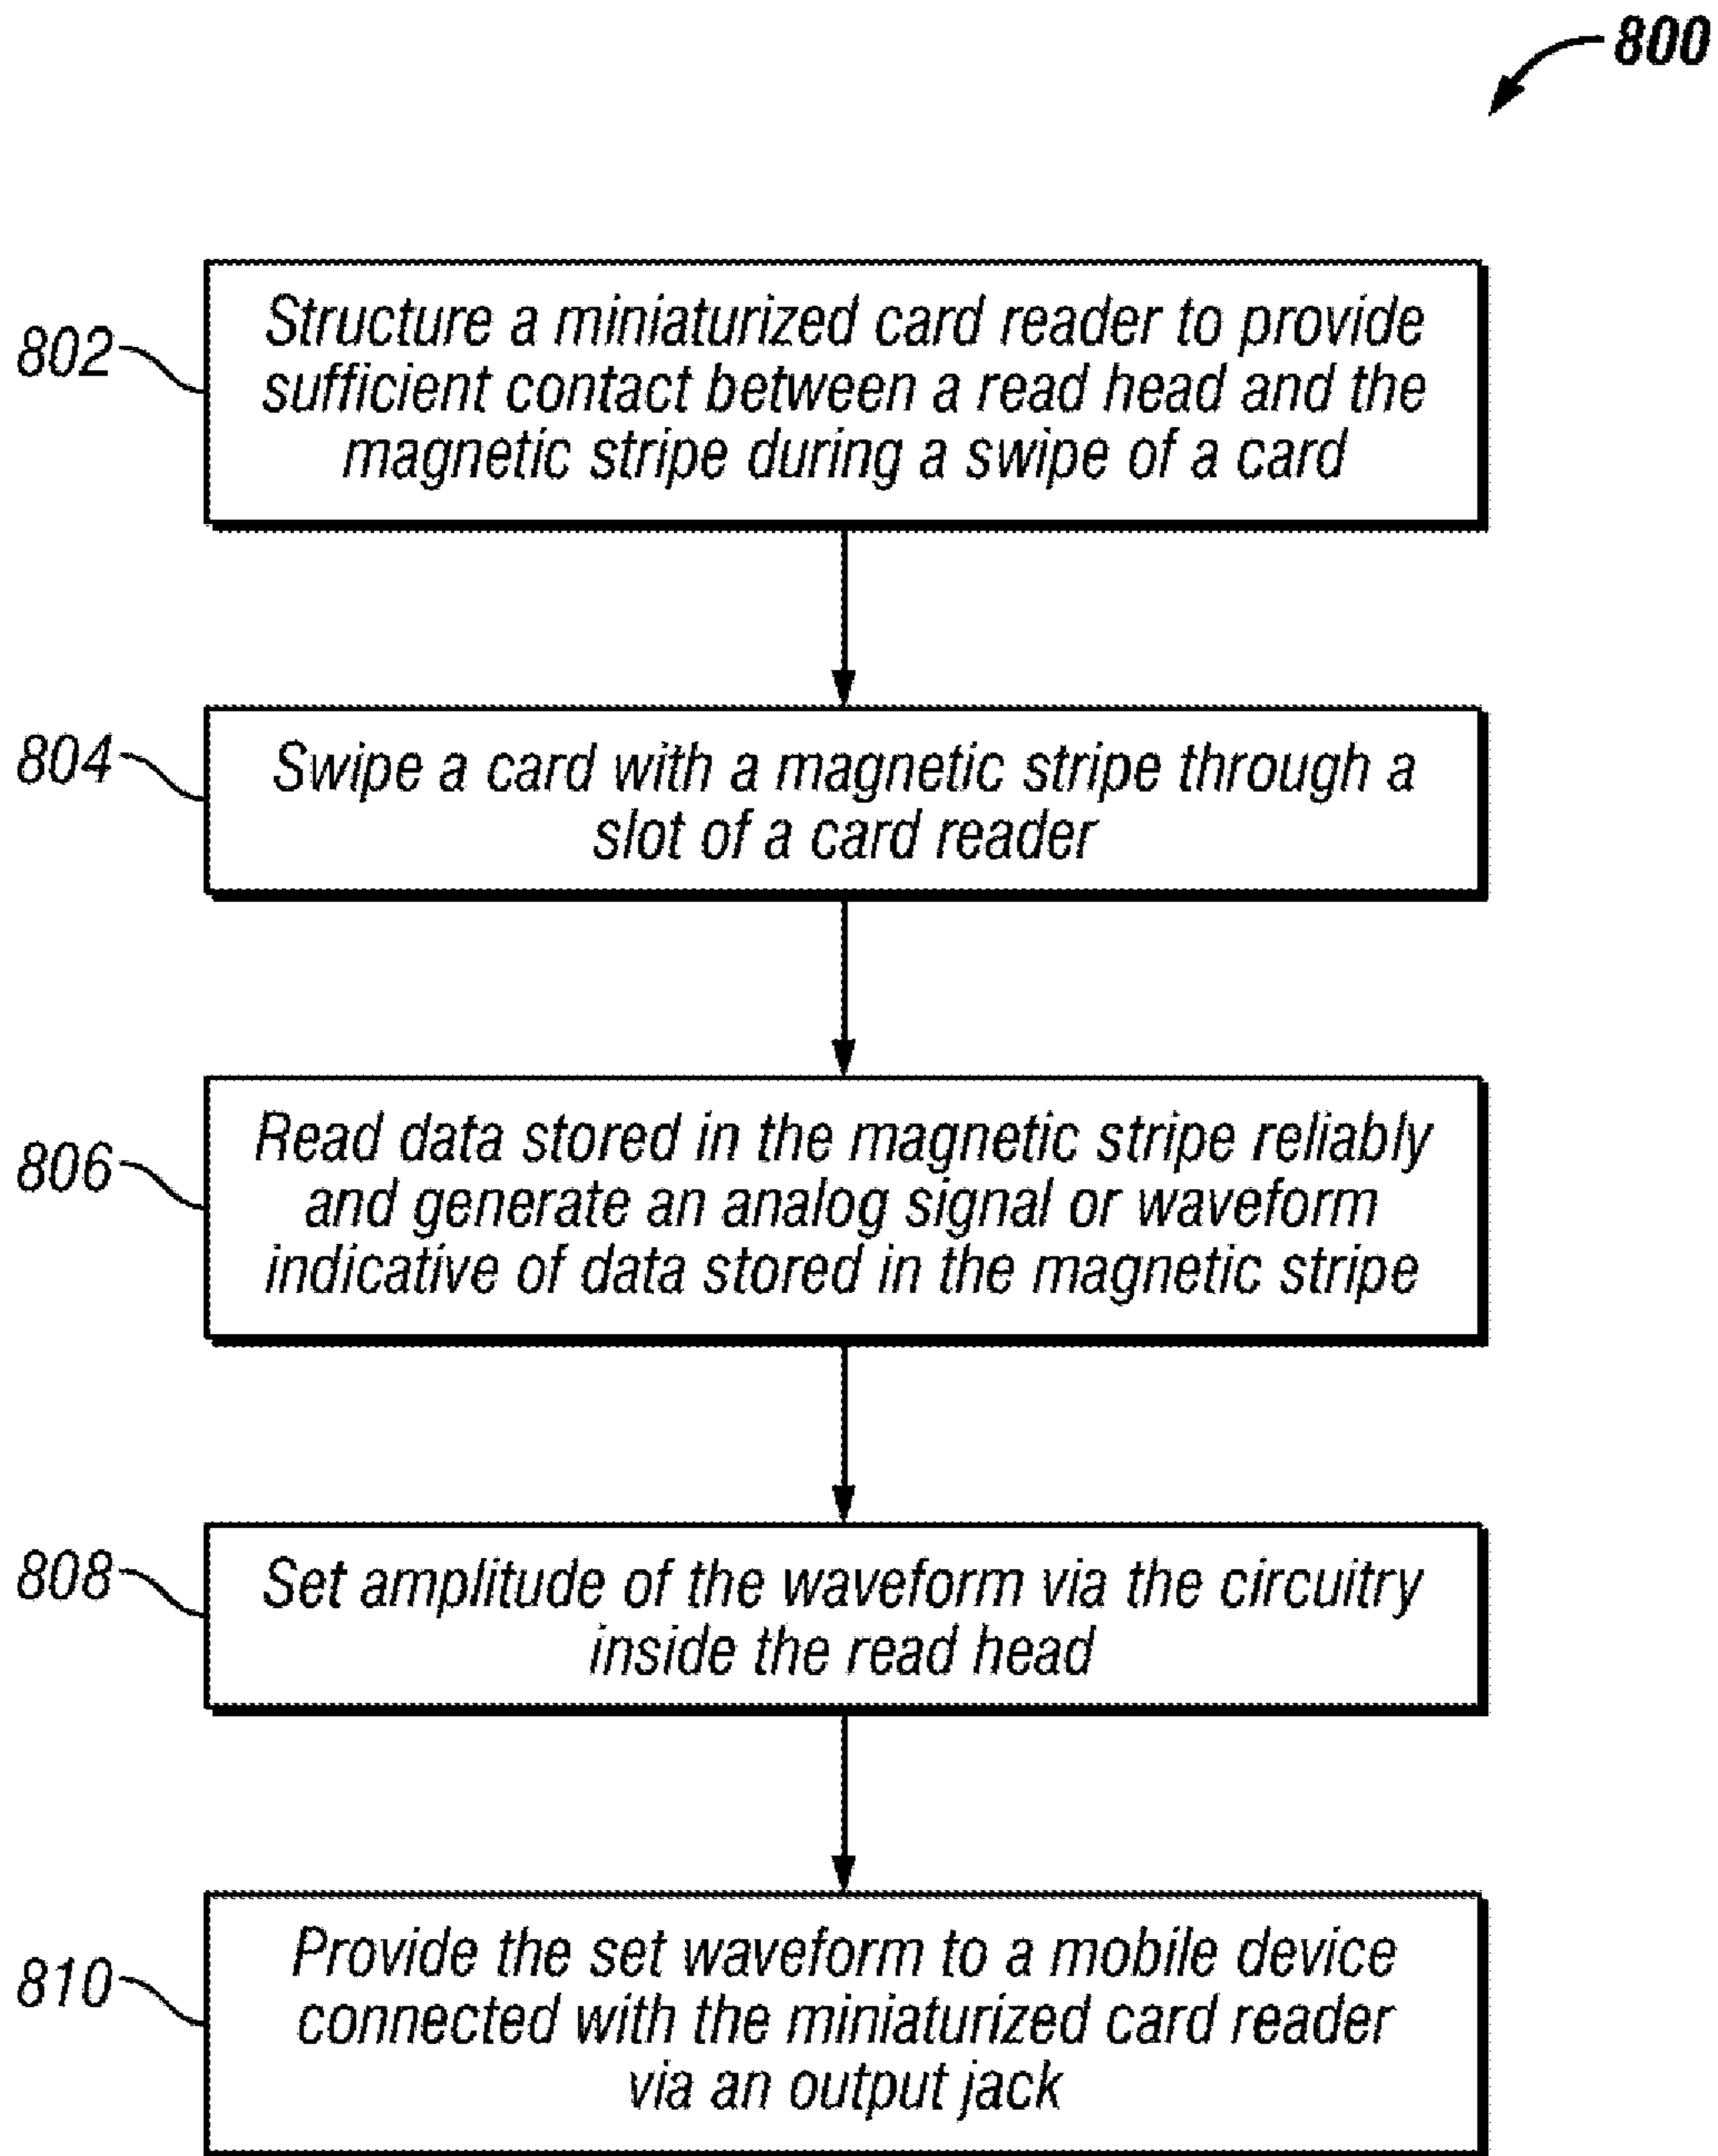 800
802
Structure a miniaturized card reader to provide
sufficient contact between a read head and the
magnetic stripe during a swipe of a card
804
Swipe a card with a magnetic stripe through a
slot of a card reader
806
Read data stored in the magnetic stripe reliably
and generate an analog signal or waveform
indicative of data stored in the magnetic stripe
808
Set amplitude of the waveform via the circuitry
inside the read head
810
Provide the set waveform to a mobile device
connected with the miniaturized card reader
via an output jack